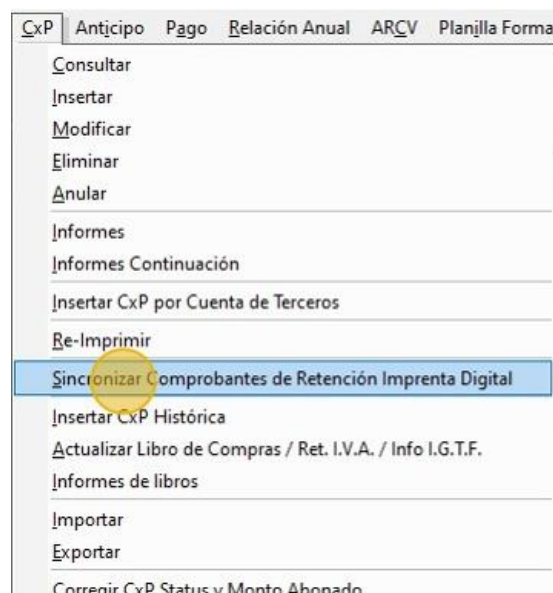 CxP Anticipo Pago Relación Anual ARCV Planilla Forma
Consultar
Insertar
Modificar
Eliminar
Anular
Informes
Informes Continuación
Insertar CxP por Cuenta de Terceros
Re-Imprimir
Sincronizar Comprobantes de Retención Imprenta Digital
Insertar CxP Histórica
Actualizar Libro de Compras / Ret. I.V.A. / Info I.G.T.F.
Informes de libros
Importar
Exportar
Corregir CxP Status y Monto Abonado